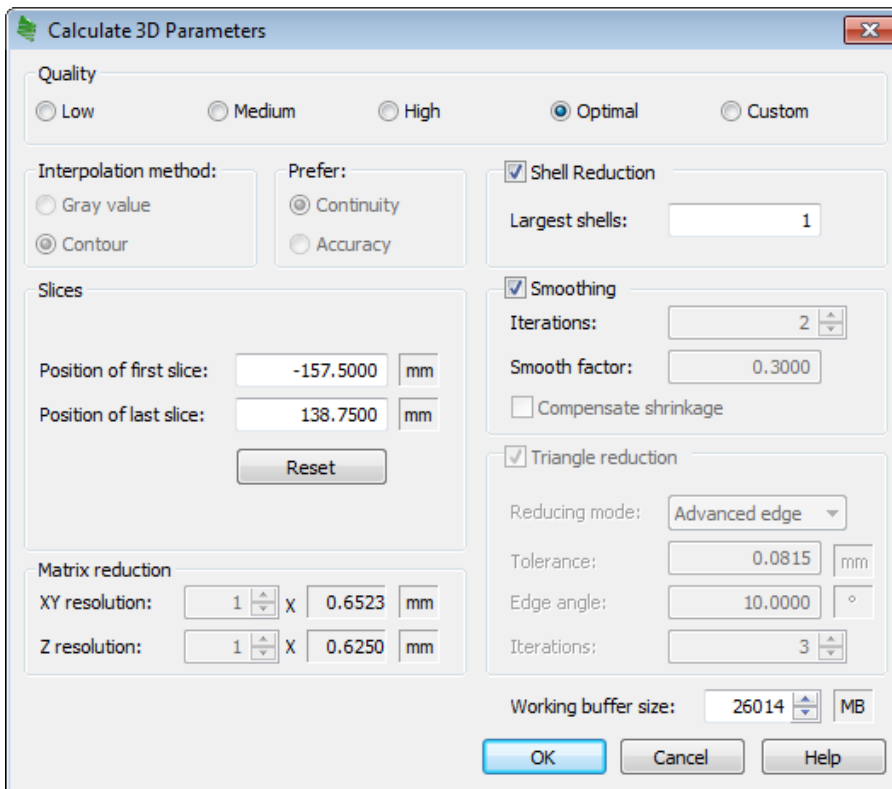 Calculate 3D Parameters
Quality
Low Medium High Optimal Custom
Interpolation method:
Gray value
Contour
Prefer:
Continuity
Accuracy
Shell Reduction
Largest shells: 1
Slices
Position of first slice: -157.5000 mm
Position of last slice: 138.7500 mm
Reset
Smoothing
Iterations: 2
Smooth factor: 0.3000
Compensate shrinkage
Matrix reduction
XY resolution: 1 X 0.6523 mm
Z resolution: 1 X 0.6250 mm
Triangle reduction
Reducing mode: Advanced edge
Tolerance: 0.0815 mm
Edge angle: 10.0000 °
Iterations: 3
Working buffer size: 26014 MB
OK Cancel Help